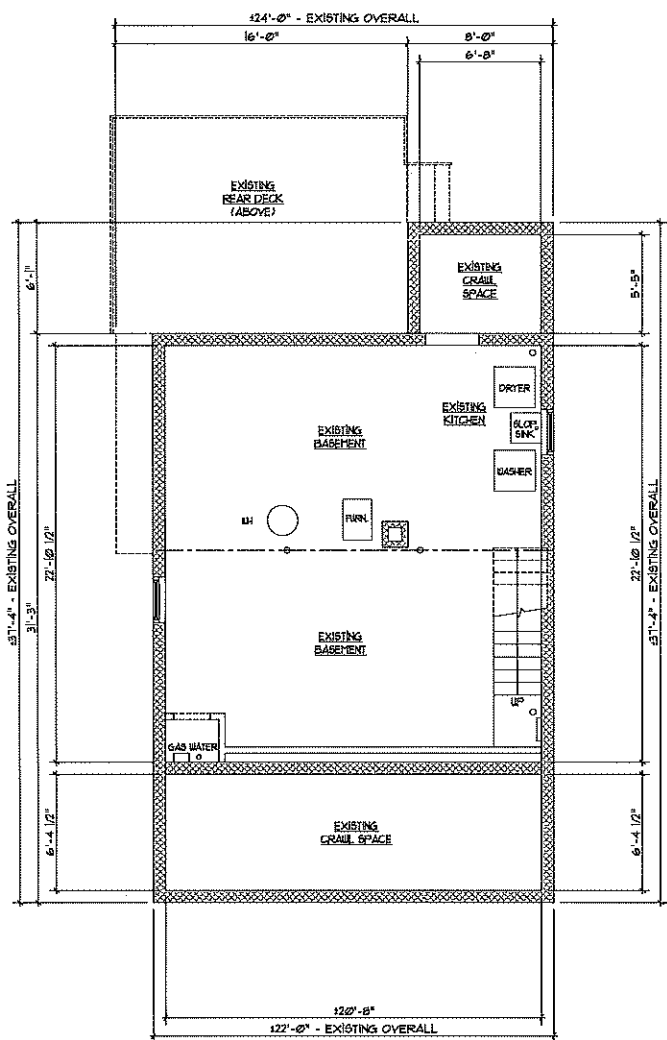 ±24'-0" - EXISTING OVERALL
16'-0"
8'-0"
6'-8"
EXISTING
REAR DECK
(ABOVE)
EXISTING
CRAWL
SPACE
6'-1"
5'-5"
DRYER
EXISTING
KITCHEN
SLOP
SINK
EXISTING
BASEMENT
WASHER
WH
FURN.
±37'-4" - EXISTING OVERALL
31'-3"
22'-10 1/2"
22'-10 1/2"
±37'-4" - EXISTING OVERALL
EXISTING
BASEMENT
UP
GAS WATER
6'-4 1/2"
EXISTING
CRAWL SPACE
6'-4 1/2"
±20'-8"
±22'-0" - EXISTING OVERALL